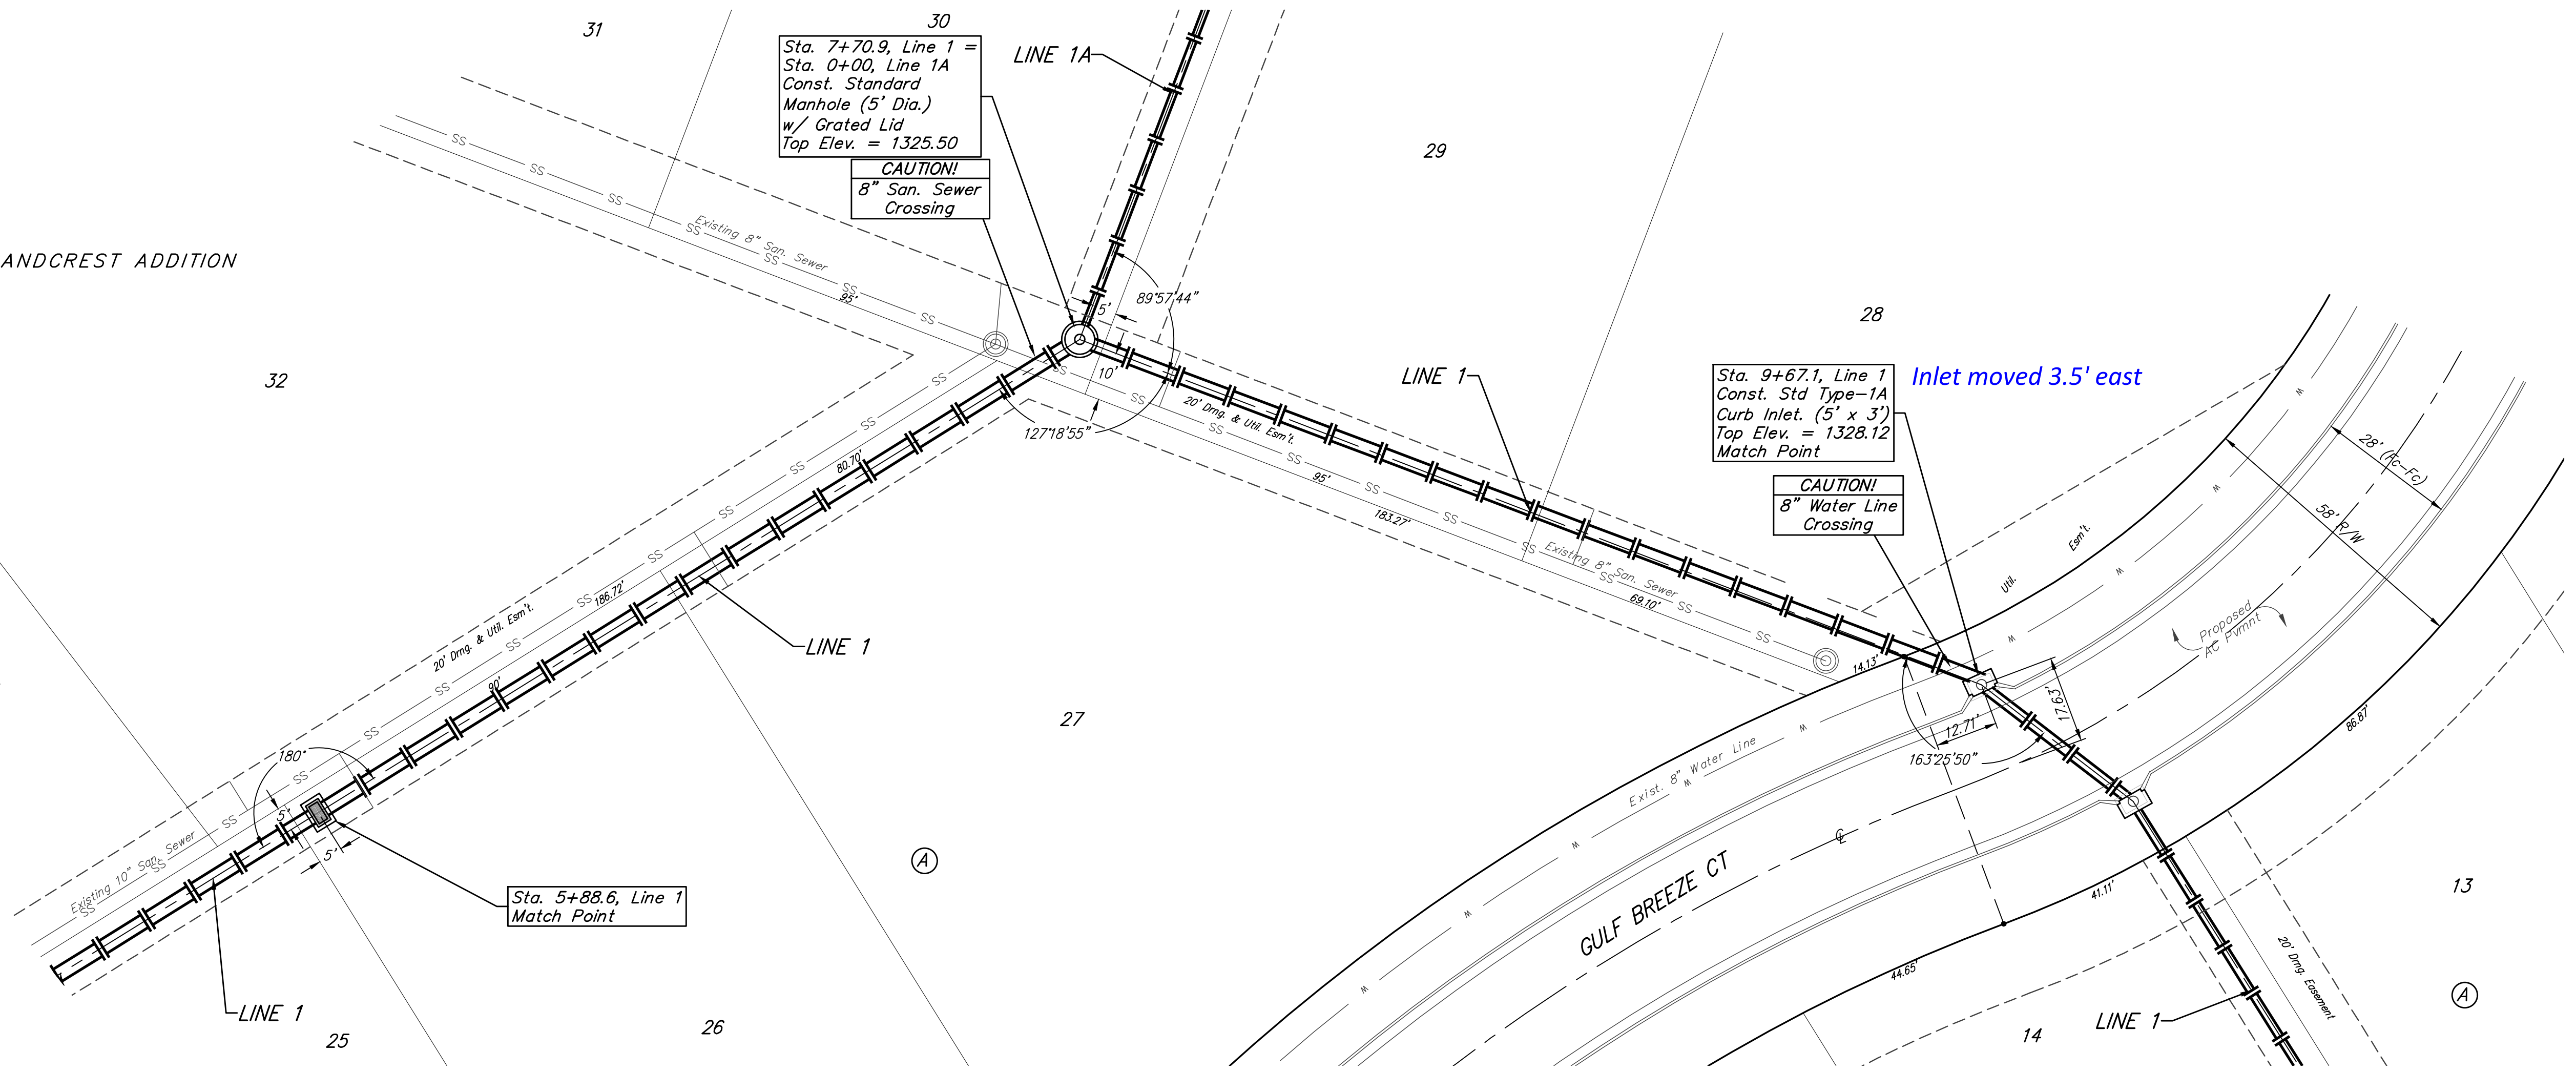 31
30
29
28
32
27
26
25
14
13
ANDCREST ADDITION
Sta. 7+70.9, Line 1 =
Sta. 0+00, Line 1A
Const. Standard
Manhole (5' Dia.)
w/ Grated Lid
Top Elev. = 1325.50
CAUTION!
8" San. Sewer
Crossing
LINE 1A
Existing 8" San. Sewer
SS SS SS SS SS SS SS SS
95'
5'
89°57'44"
10'
127°18'55"
20' Drng. & Util. Esm't.
LINE 1
95'
183.27'
Existing 8" San. Sewer
69.10'
14.13'
Sta. 9+67.1, Line 1
Const. Std Type-1A
Curb Inlet. (5' x 3')
Top Elev. = 1328.12
Match Point
Inlet moved 3.5' east
CAUTION!
8" Water Line
Crossing
Util. Esm't.
28' (Fc-Fc)
58' R/W
Proposed
AC Pvmnt
17.63'
12.71'
163°25'50"
86.87'
41.11'
44.65'
Exist. 8" Water Line
W W W W W W
GULF BREEZE CT
℄
80.70'
186.72'
20' Drng. & Util. Esm't.
90'
LINE 1
180°
5'
5'
Existing 10" San. Sewer
Sta. 5+88.6, Line 1
Match Point
LINE 1
A
A
LINE 1
20' Drng. Easement